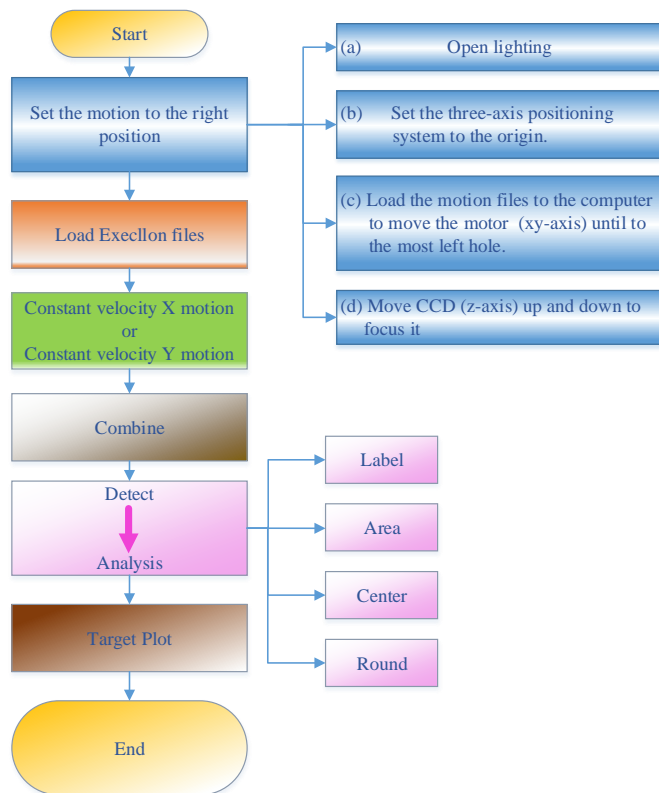 Start
Set the motion to the right
position
Load Execllon files
Constant velocity X motion
or
Constant velocity Y motion
Combine
Detect
Analysis
Target Plot
End
(a) Open lighting
(b) Set the three-axis positioning
system to the origin.
(c) Load the motion files to the computer
to move the motor (xy-axis) until to
the most left hole.
(d) Move CCD (z-axis) up and down to
focus it
Label
Area
Center
Round